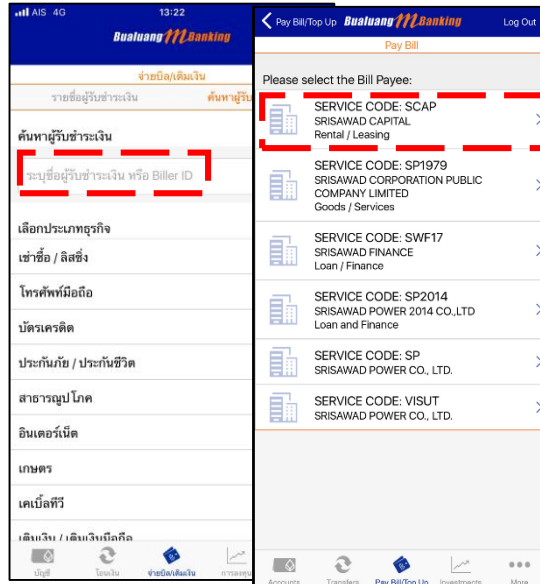 AIS 4G 13:22
Bualuang mBanking
จ่ายบิล/เติมเงิน
รายชื่อผู้รับชำระเงิน ค้นหาผู้รับ
ค้นหาผู้รับชำระเงิน
ระบุชื่อผู้รับชำระเงิน หรือ Biller ID
เลือกประเภทธุรกิจ
เช่าซื้อ / ลิสซิ่ง
โทรศัพท์มือถือ
บัตรเครดิต
ประกันภัย / ประกันชีวิต
สาธารณูปโภค
อินเตอร์เน็ต
เกษตร
เคเบิ้ลทีวี
เติมเงิน / เติมเงินมือถือ
บัญชี โอนเงิน จ่ายบิล/เติมเงิน การลงทุน
Pay Bill/Top Up Bualuang mBanking Log Out
Pay Bill
Please select the Bill Payee:
SERVICE CODE: SCAP
SRISAWAD CAPITAL
Rental / Leasing
SERVICE CODE: SP1979
SRISAWAD CORPORATION PUBLIC
COMPANY LIMITED
Goods / Services
SERVICE CODE: SWF17
SRISAWAD FINANCE
Loan / Finance
SERVICE CODE: SP2014
SRISAWAD POWER 2014 CO.,LTD
Loan and Finance
SERVICE CODE: SP
SRISAWAD POWER CO., LTD.
SERVICE CODE: VISUT
SRISAWAD POWER CO., LTD.
Accounts Transfers Pay Bill/Top Up Investments More